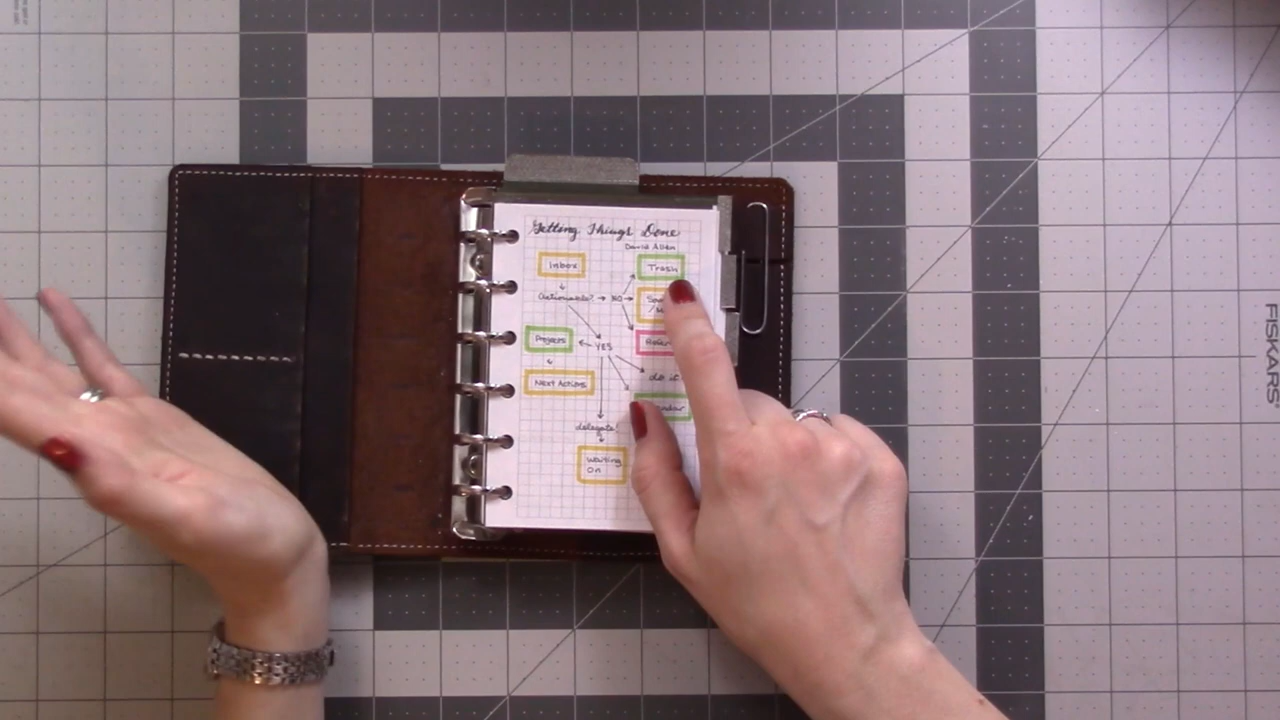 Getting Things Done
David Allen
Inbox
Trash
actionable? → NO →
Projects
← YES
do it
Next Actions
delegate!
Waiting
On
FISKARS